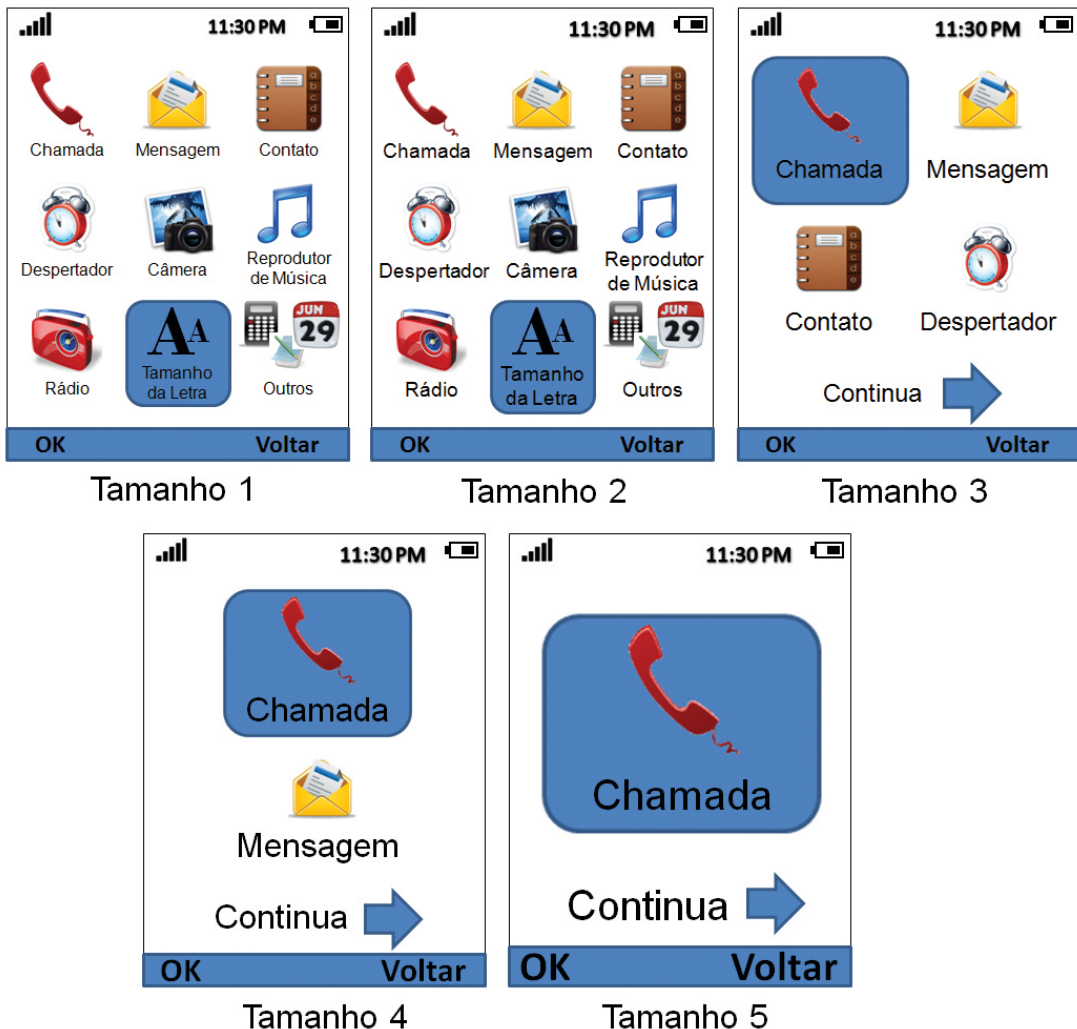 11:30 PM
Chamada Mensagem Contato
a
b
c
d
e
Despertador Câmera Reprodutor
de Música
JUN
29
AA
Rádio Tamanho
da Letra Outros
OK Voltar
Tamanho 1
11:30 PM
Chamada Mensagem Contato
a
b
c
d
e
Despertador Câmera Reprodutor
de Música
JUN
29
AA
Rádio Tamanho
da Letra Outros
OK Voltar
Tamanho 2
11:30 PM
Chamada Mensagem
a
b
c
d
e
Contato Despertador
Continua
OK Voltar
Tamanho 3
11:30 PM
Chamada
Mensagem
Continua
OK Voltar
Tamanho 4
11:30 PM
Chamada
Continua
OK Voltar
Tamanho 5